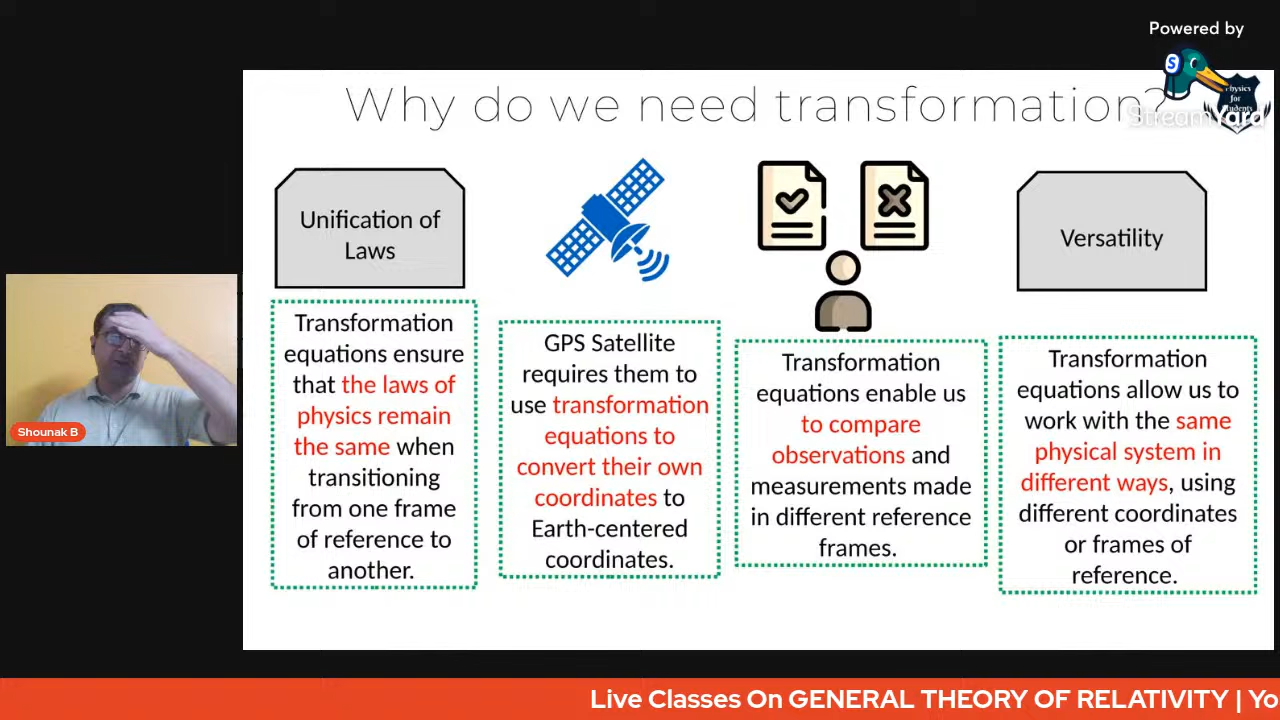 Powered by
StreamYard
Physics
for
Students
Why do we need transformation?
Unification of
Laws
Transformation
equations ensure
that the laws of
physics remain
the same when
transitioning
from one frame
of reference to
another.
GPS Satellite
requires them to
use transformation
equations to
convert their own
coordinates to
Earth-centered
coordinates.
Transformation
equations enable us
to compare
observations and
measurements made
in different reference
frames.
Versatility
Transformation
equations allow us to
work with the same
physical system in
different ways, using
different coordinates
or frames of
reference.
Shounak B
Live Classes On GENERAL THEORY OF RELATIVITY | Yo